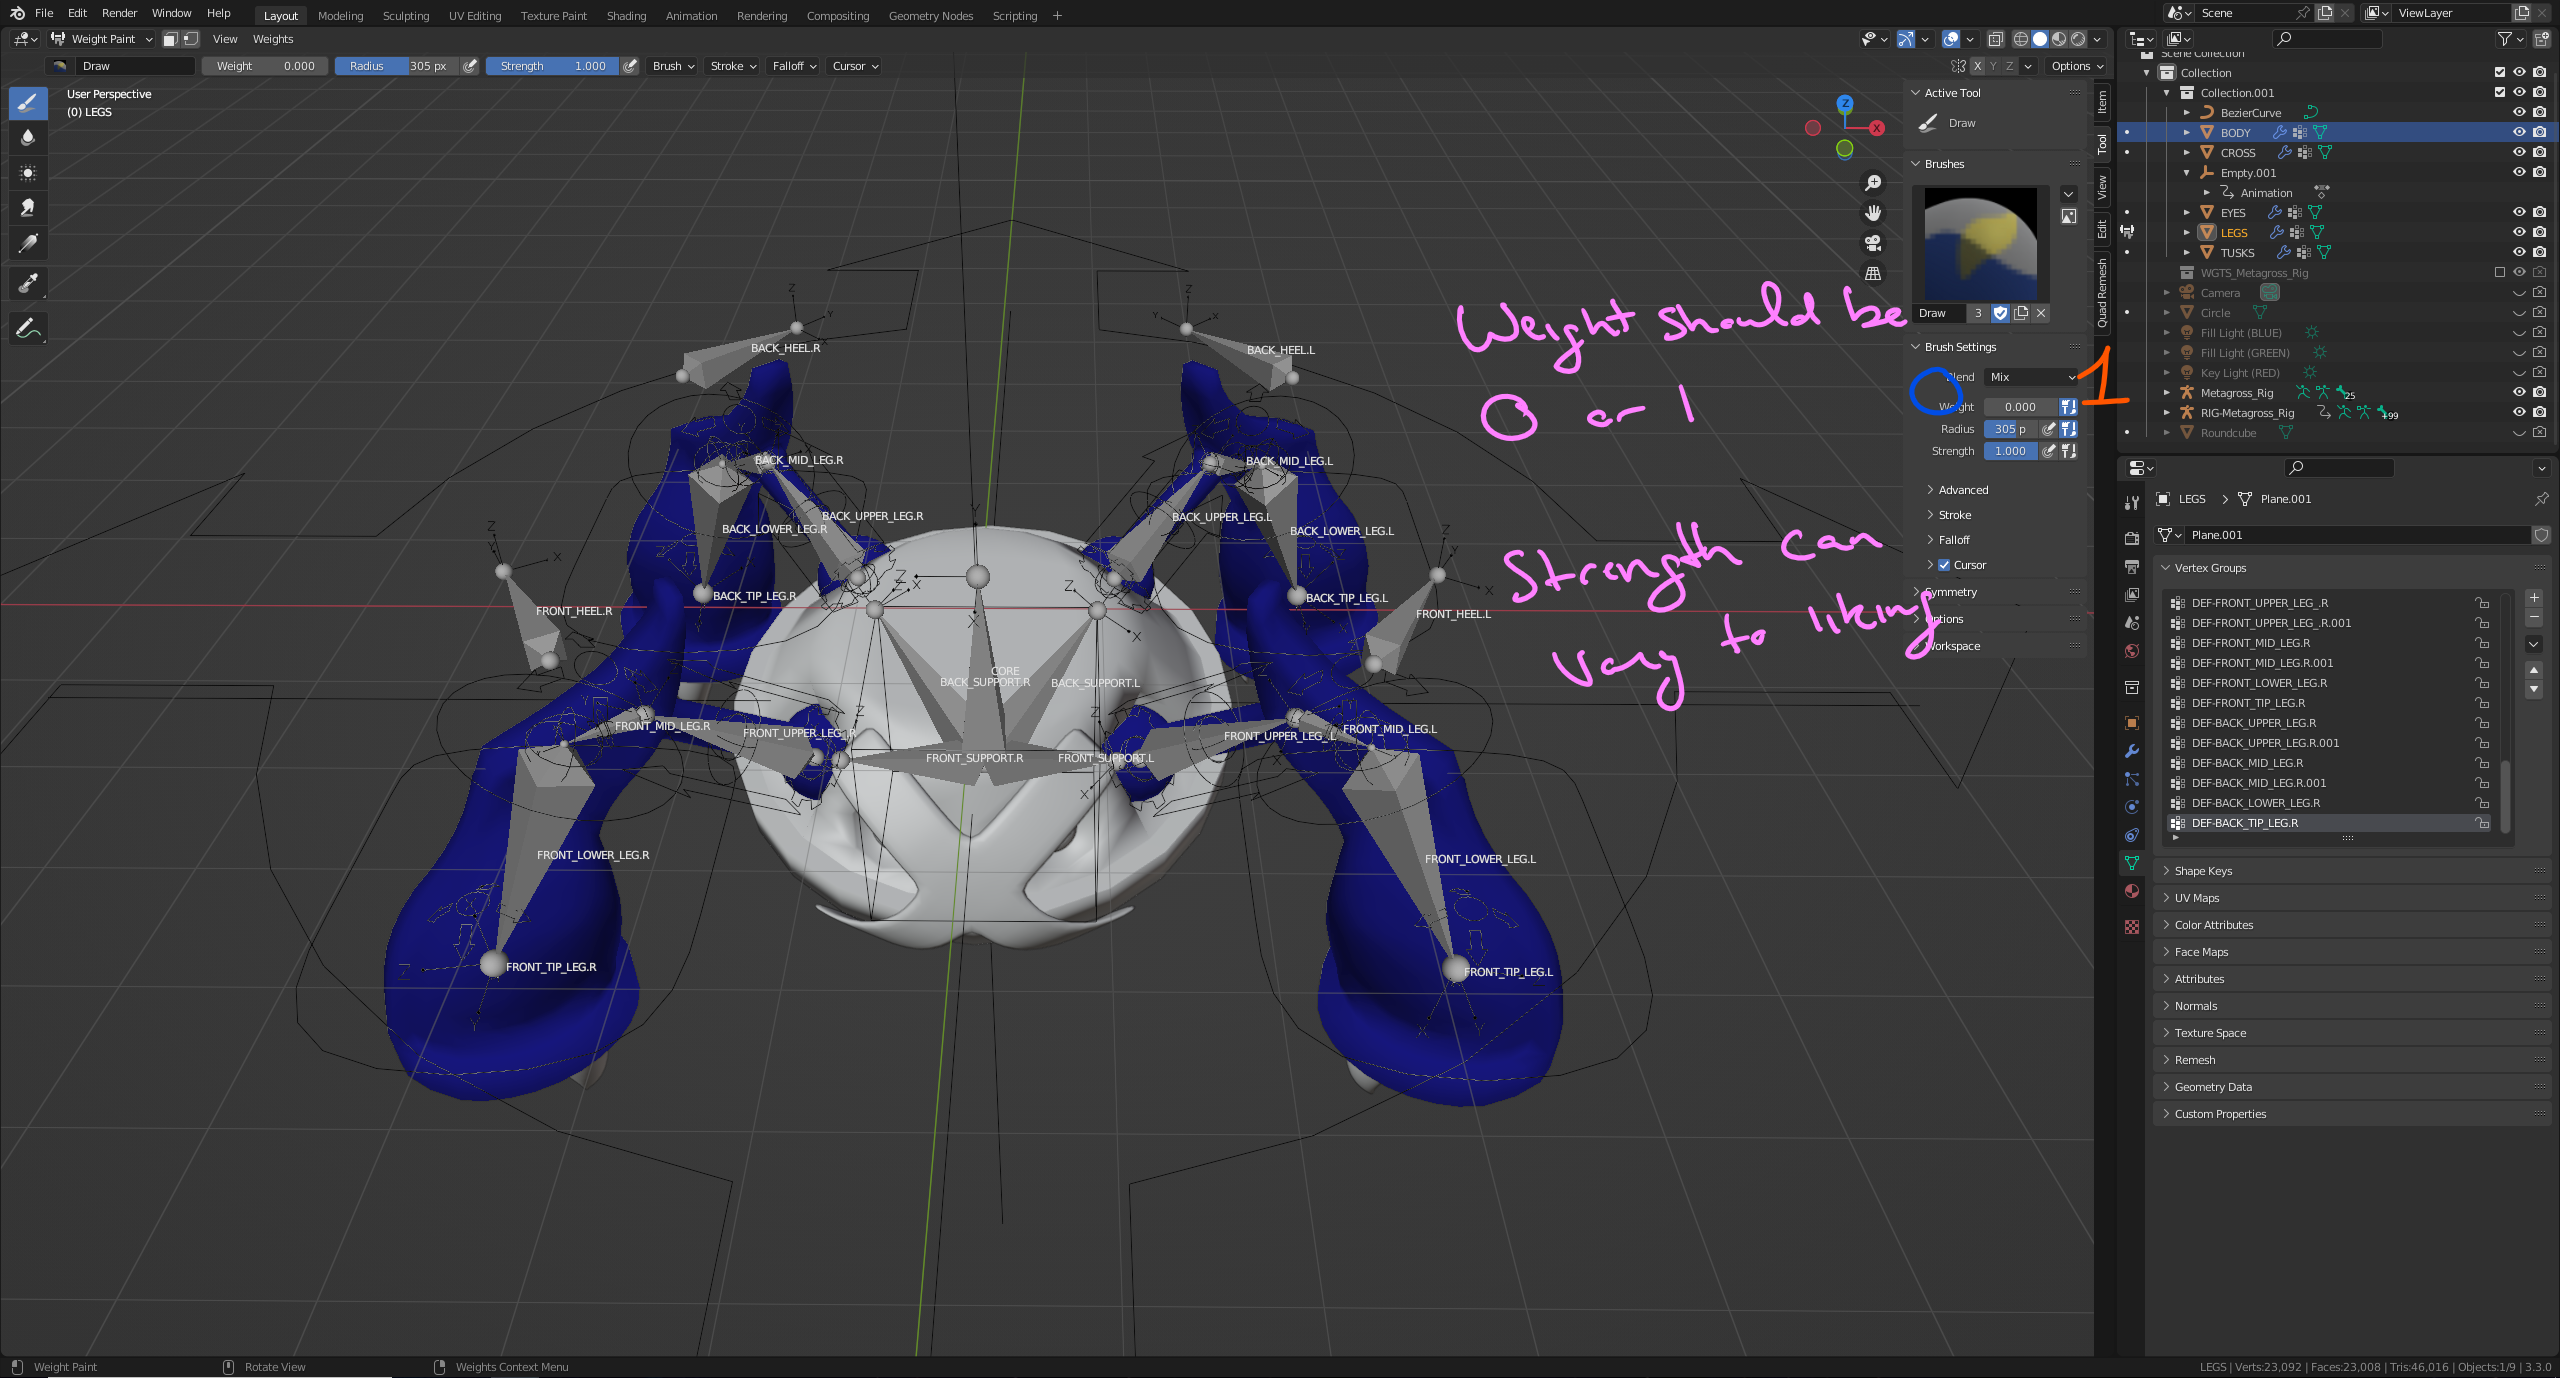 File Edit Render Window Help Layout Modeling Sculpting UV Editing Texture Paint Shading Animation Rendering Compositing Geometry Nodes Scripting + Scene ViewLayer
Weight Paint View Weights
Draw Weight 0.000 Radius 305 px Strength 1.000 Brush Stroke Falloff Cursor X Y Z Options
User Perspective
(0) LEGS
Z
X
BACK_HEEL.R
BACK_HEEL.L
BACK_MID_LEG.R
BACK_MID_LEG.L
BACK_UPPER_LEG.R
BACK_UPPER_LEG.L
BACK_LOWER_LEG.R
BACK_LOWER_LEG.L
BACK_TIP_LEG.R
BACK_TIP_LEG.L
FRONT_HEEL.R
FRONT_HEEL.L
CORE
BACK_SUPPORT.R
BACK_SUPPORT.L
FRONT_MID_LEG.R
FRONT_UPPER_LEG_.R
FRONT_UPPER_LEG_.L
FRONT_MID_LEG.L
FRONT_SUPPORT.R
FRONT_SUPPORT.L
FRONT_LOWER_LEG.R
FRONT_LOWER_LEG.L
FRONT_TIP_LEG.R
FRONT_TIP_LEG.L
Weight should be
0 or 1
Strength can
vary to liking
1
Active Tool
Draw
Brushes
Draw 3
Brush Settings
Blend Mix
Weight 0.000
Radius 305 p
Strength 1.000
Advanced
Stroke
Falloff
Cursor
Symmetry
Options
Workspace
Item
Tool
View
Edit
Quad Remesh
Scene Collection
Collection
Collection.001
BezierCurve
BODY
CROSS
Empty.001
Animation
EYES
LEGS
TUSKS
WGTS_Metagross_Rig
Camera
Circle
Fill Light (BLUE)
Fill Light (GREEN)
Key Light (RED)
Metagross_Rig 25
RIG-Metagross_Rig +99
Roundcube
LEGS > Plane.001
Plane.001
Vertex Groups
DEF-FRONT_UPPER_LEG_.R
DEF-FRONT_UPPER_LEG_.R.001
DEF-FRONT_MID_LEG.R
DEF-FRONT_MID_LEG.R.001
DEF-FRONT_LOWER_LEG.R
DEF-FRONT_TIP_LEG.R
DEF-BACK_UPPER_LEG.R
DEF-BACK_UPPER_LEG.R.001
DEF-BACK_MID_LEG.R
DEF-BACK_MID_LEG.R.001
DEF-BACK_LOWER_LEG.R
DEF-BACK_TIP_LEG.R
Shape Keys
UV Maps
Color Attributes
Face Maps
Attributes
Normals
Texture Space
Remesh
Geometry Data
Custom Properties
Weight Paint Rotate View Weights Context Menu LEGS | Verts:23,092 | Faces:23,008 | Tris:46,016 | Objects:1/9 | 3.3.0